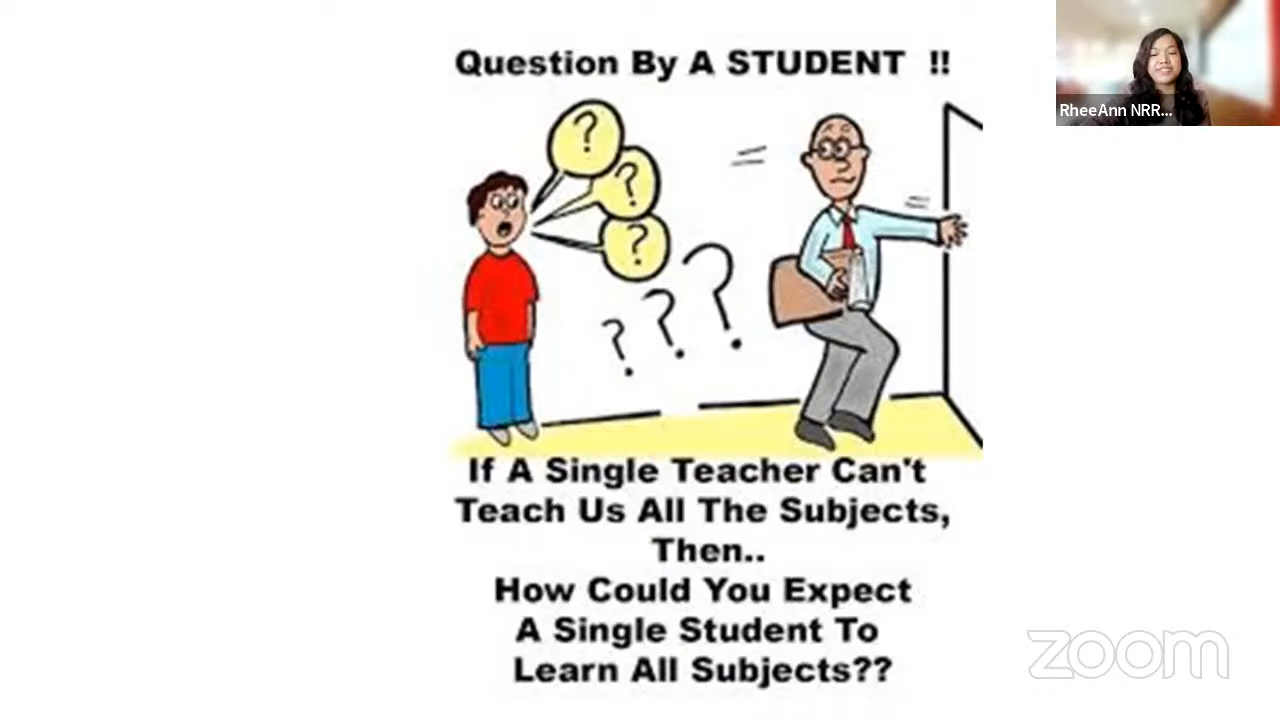 Question By A STUDENT !!
RheeAnn NRR...
?
?
?
? ? ?
If A Single Teacher Can't
Teach Us All The Subjects,
Then..
How Could You Expect
A Single Student To
Learn All Subjects??
zoom